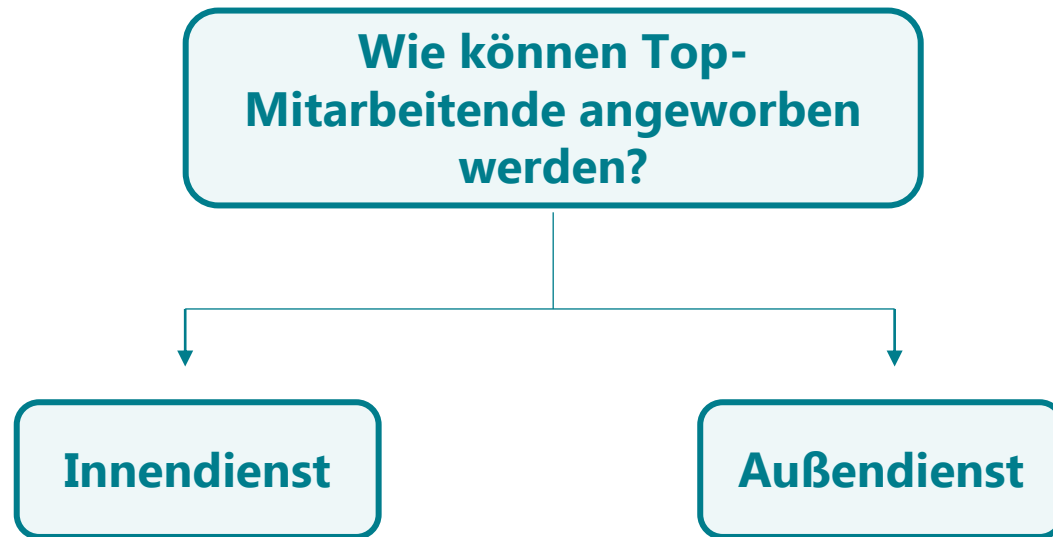 Wie können Top-
Mitarbeitende angeworben
werden?
Innendienst
Außendienst